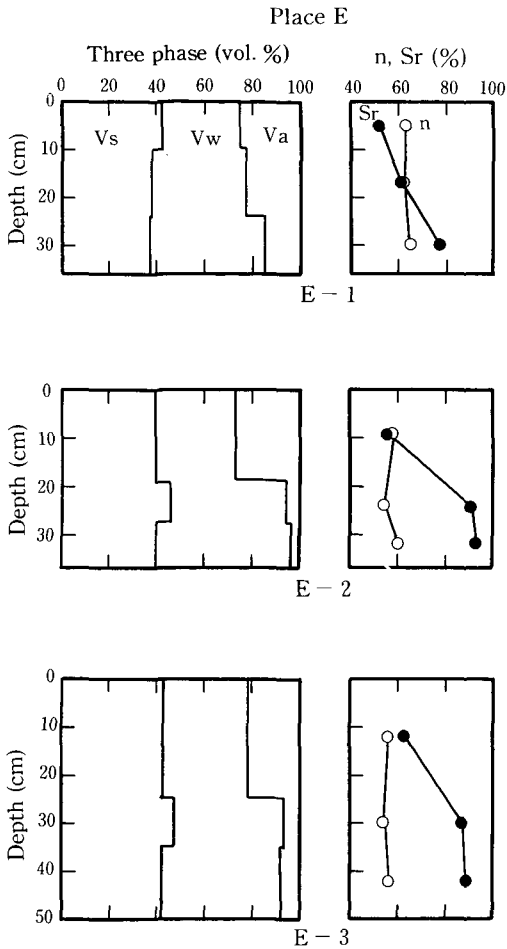 Place E
Three phase (vol. %)
n, Sr (%)
0 20 40 60 80 100
40 60 80 100
Depth (cm)
0
10
20
30
Vs
Vw
Va
Sr
n
E - 1
Depth (cm)
0
10
20
30
E - 2
Depth (cm)
0
10
20
30
40
50
E - 3